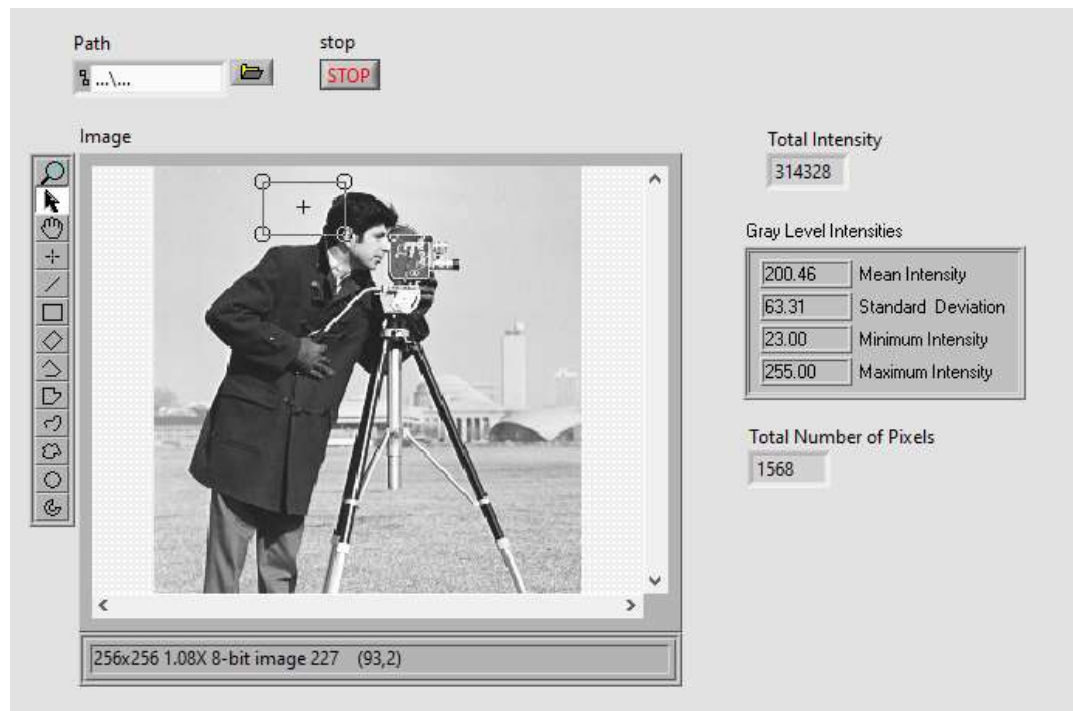 Path
stop
...\...
STOP
Image
Total Intensity
314328
Gray Level Intensities
200.46 Mean Intensity
63.31 Standard Deviation
23.00 Minimum Intensity
255.00 Maximum Intensity
Total Number of Pixels
1568
256x256 1.08X 8-bit image 227 (93,2)